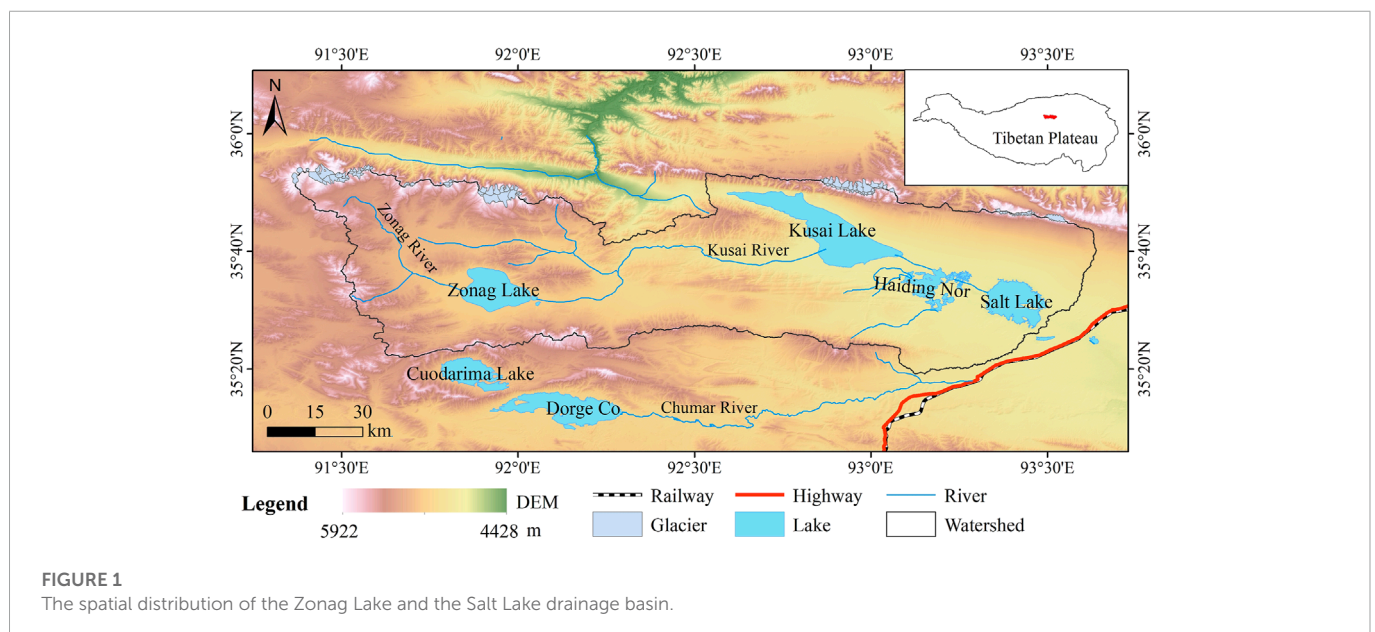 91°30'E 92°0'E 92°30'E 93°0'E 93°30'E
N
36°0'N
36°0'N
Tibetan Plateau
Zonag River
Kusai Lake
Kusai River
35°40'N
35°40'N
Zonag Lake
Haiding Nor
Salt Lake
35°20'N
35°20'N
Cuodarima Lake
Dorge Co
Chumar River
0 15 30
km
91°30'E 92°0'E 92°30'E 93°0'E 93°30'E
Legend
DEM
5922 4428 m
Railway Highway River
Glacier Lake Watershed
FIGURE 1
The spatial distribution of the Zonag Lake and the Salt Lake drainage basin.